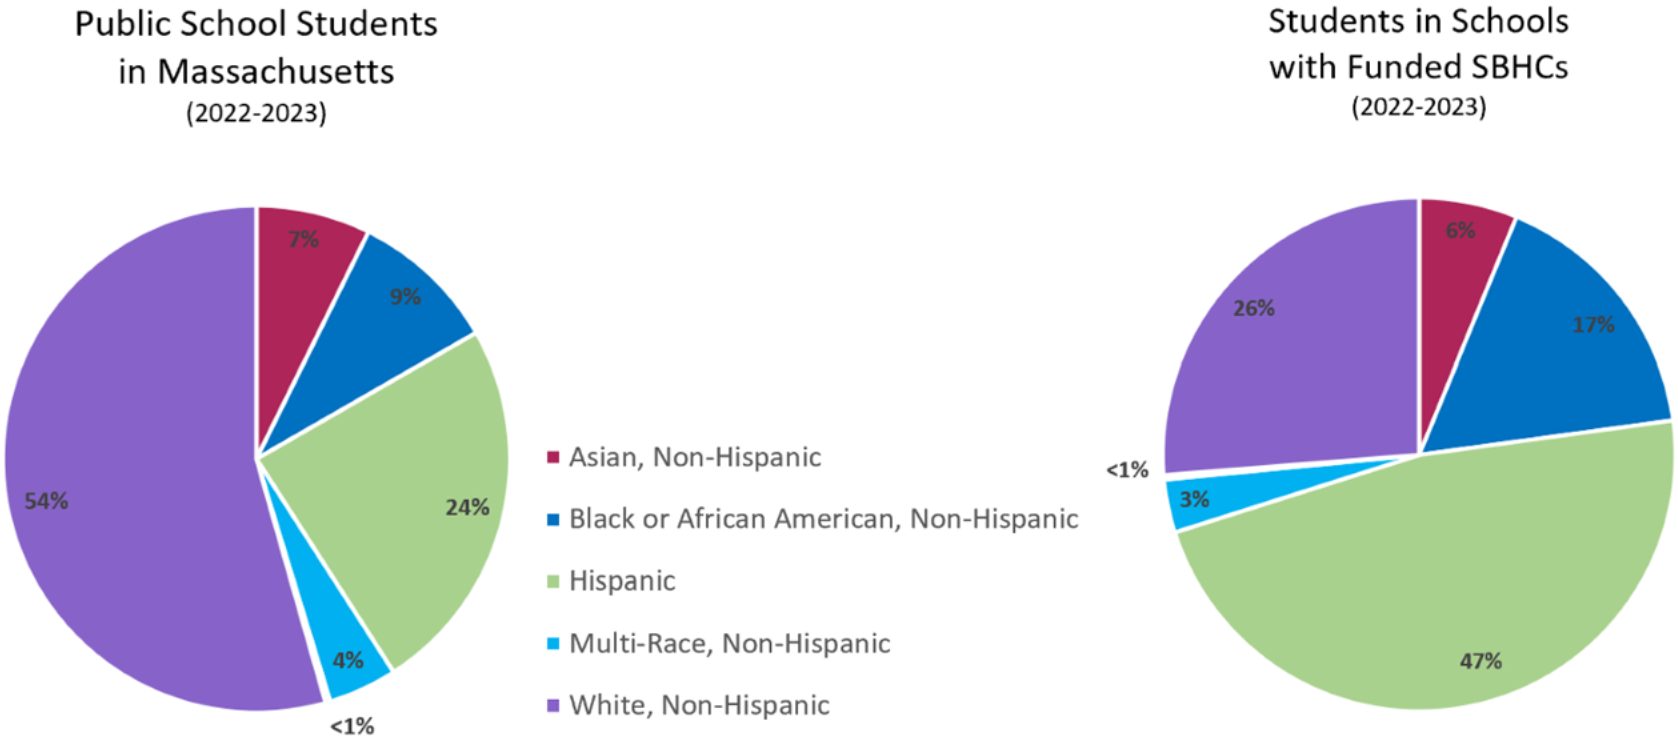 Public School Students
in Massachusetts
(2022-2023)
7%
9%
24%
4%
<1%
54%
Asian, Non-Hispanic
Black or African American, Non-Hispanic
Hispanic
Multi-Race, Non-Hispanic
White, Non-Hispanic
Students in Schools
with Funded SBHCs
(2022-2023)
6%
17%
47%
3%
<1%
26%